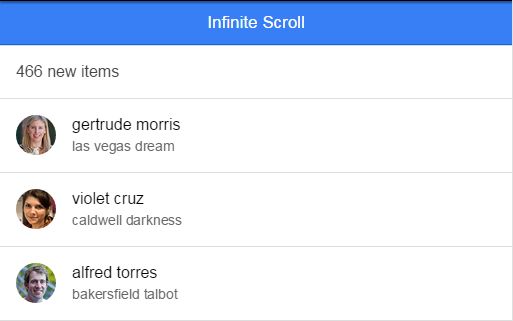 Infinite Scroll
466 new items
gertrude morris
las vegas dream
violet cruz
caldwell darkness
alfred torres
bakersfield talbot